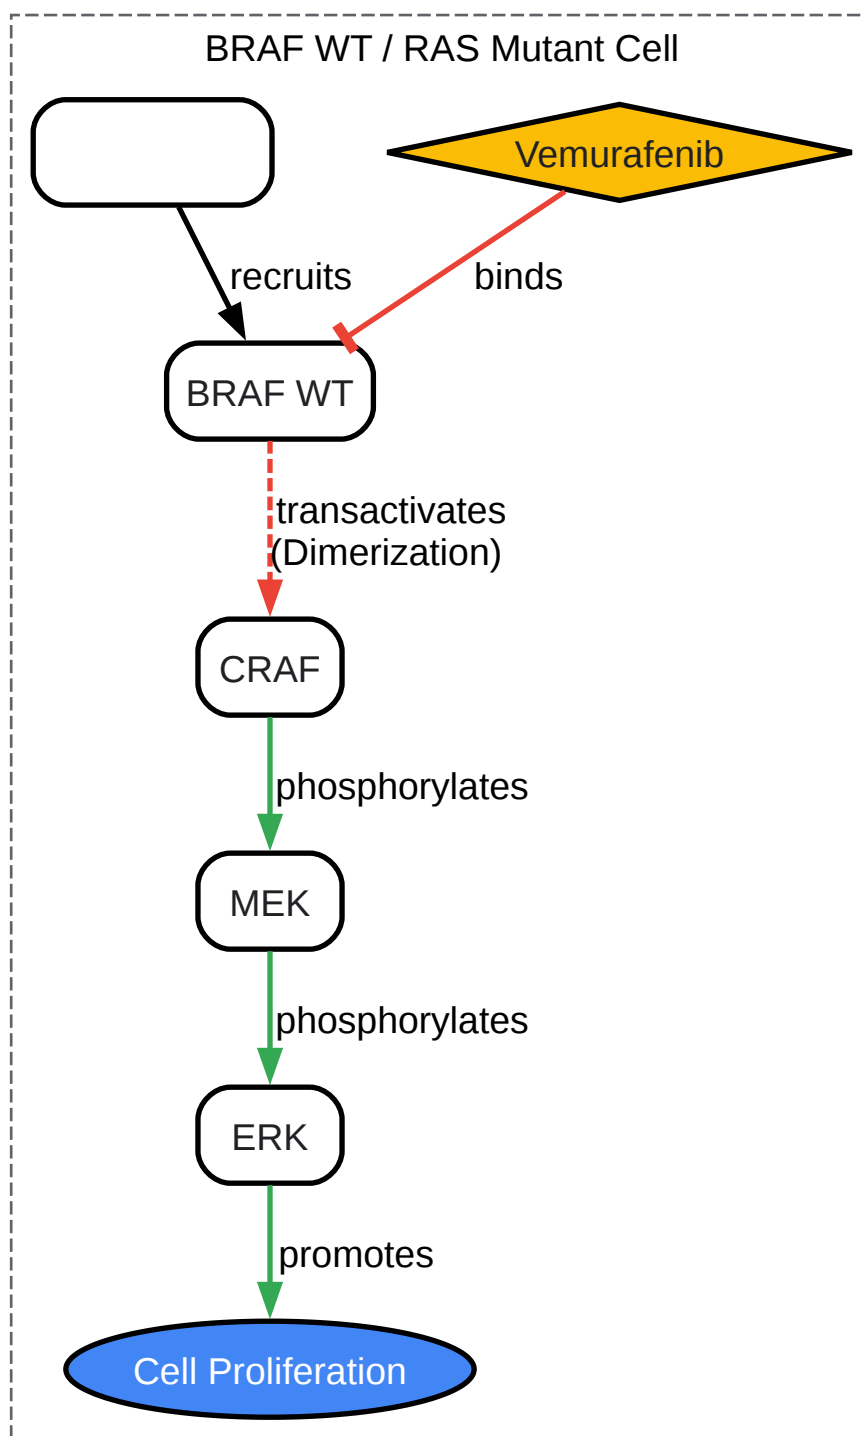 BRAF WT / RAS Mutant Cell
Vemurafenib
recruits
binds
BRAF WT
transactivates
(Dimerization)
CRAF
phosphorylates
MEK
phosphorylates
ERK
promotes
Cell Proliferation